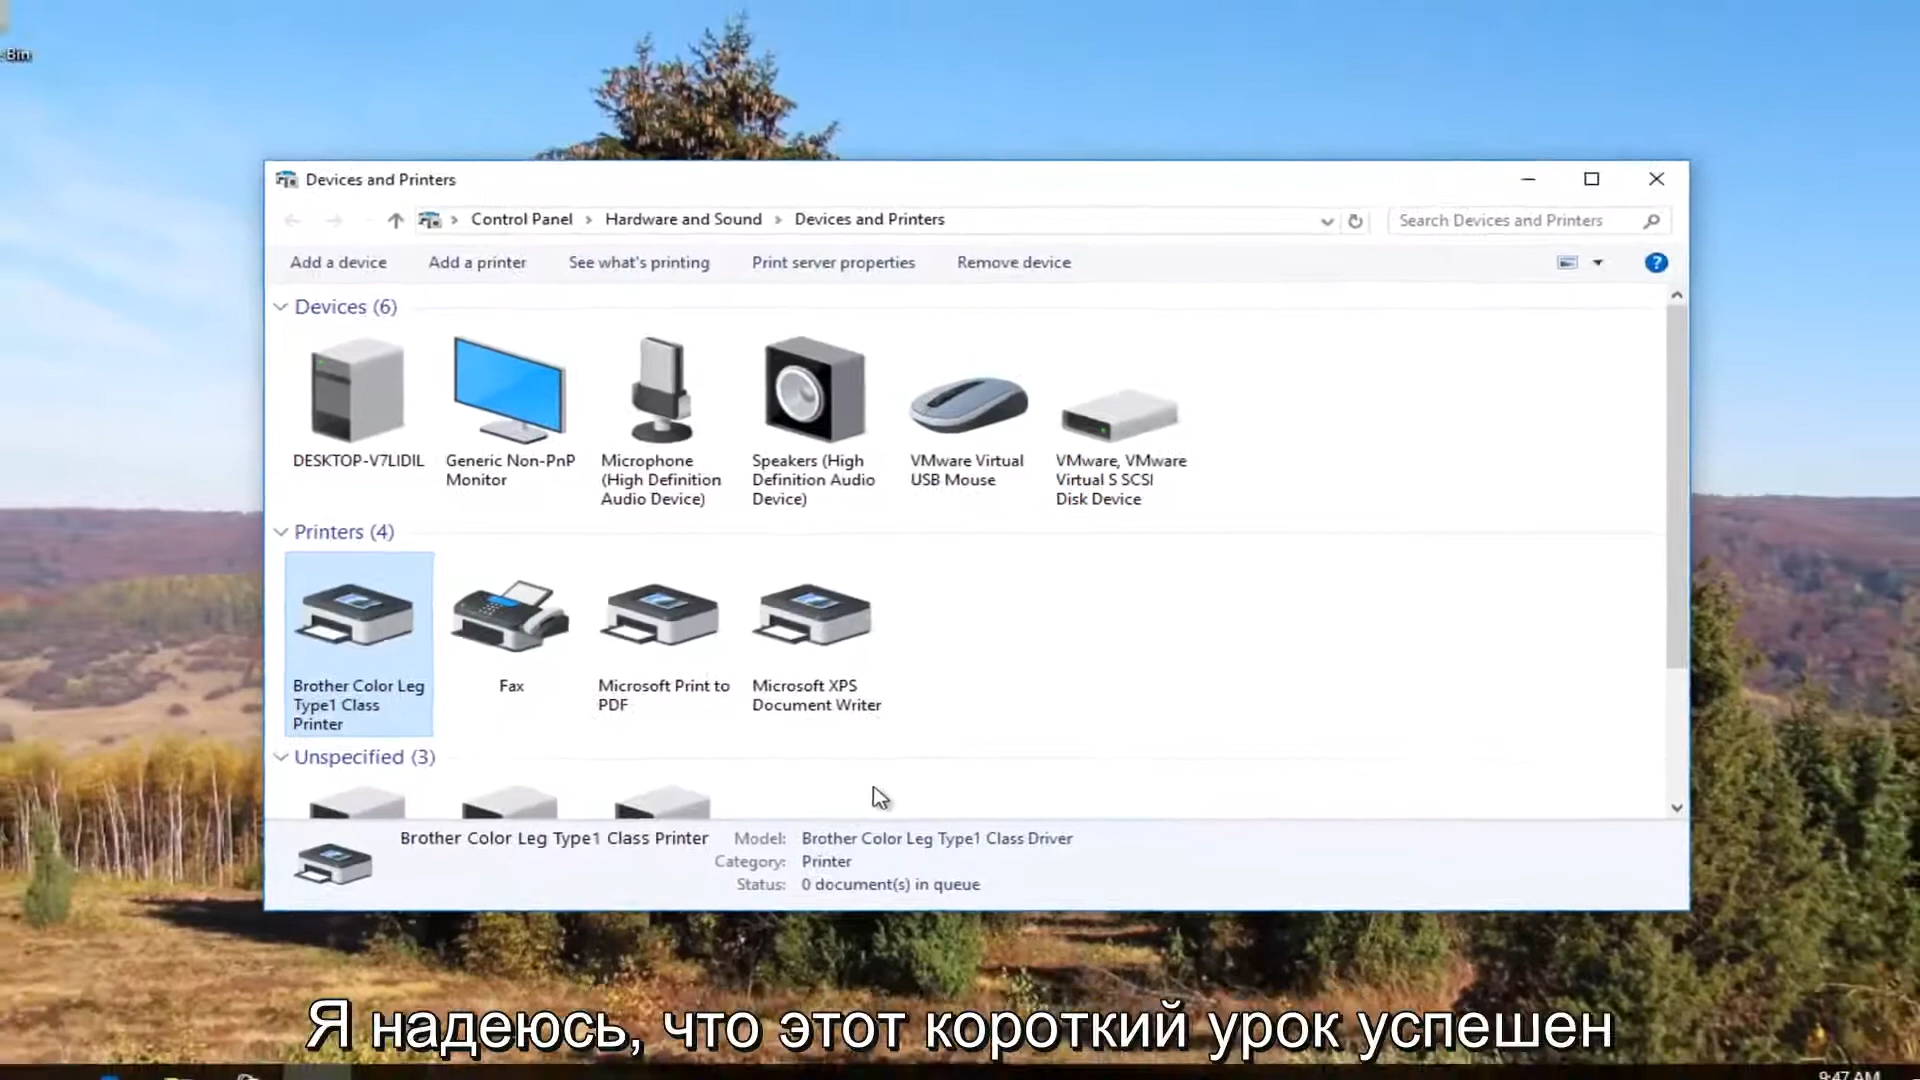 Bin
Devices and Printers
Control Panel > Hardware and Sound > Devices and Printers
Search Devices and Printers
Add a device
Add a printer
See what's printing
Print server properties
Remove device
?
Devices (6)
DESKTOP-V7LIDIL
Generic Non-PnP
Monitor
Microphone
(High Definition
Audio Device)
Speakers (High
Definition Audio
Device)
VMware Virtual
USB Mouse
VMware, VMware
Virtual S SCSI
Disk Device
Printers (4)
Brother Color Leg
Type1 Class
Printer
Fax
Microsoft Print to
PDF
Microsoft XPS
Document Writer
Unspecified (3)
Brother Color Leg Type1 Class Printer
Model: Brother Color Leg Type1 Class Driver
Category: Printer
Status: 0 document(s) in queue
Я надеюсь, что этот короткий урок успешен
9:47 AM